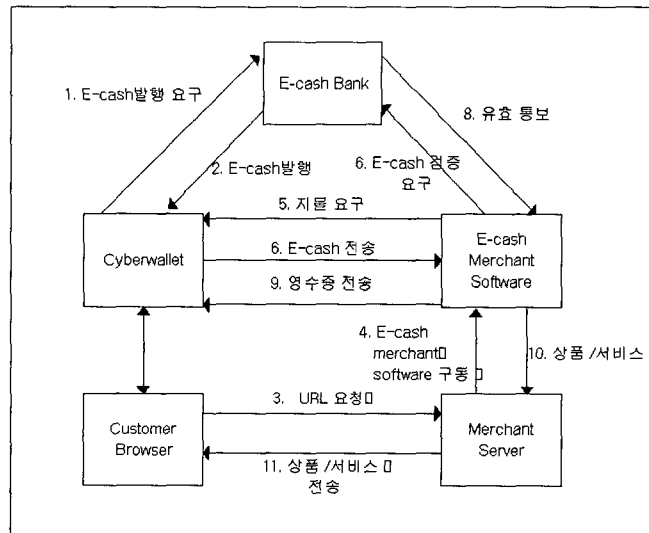 E-cash Bank
1. E-cash발행 요구
8. 유효 통보
2. E-cash발행
6. E-cash 검증
요구
5. 지불 요구
Cyberwallet
6. E-cash 전송
E-cash
Merchant
Software
9. 영수증 전송
4. E-cash
merchant
software 구동
10. 상품 /서비스
3. URL 요청
Customer
Browser
Merchant
Server
11. 상품 /서비스
전송